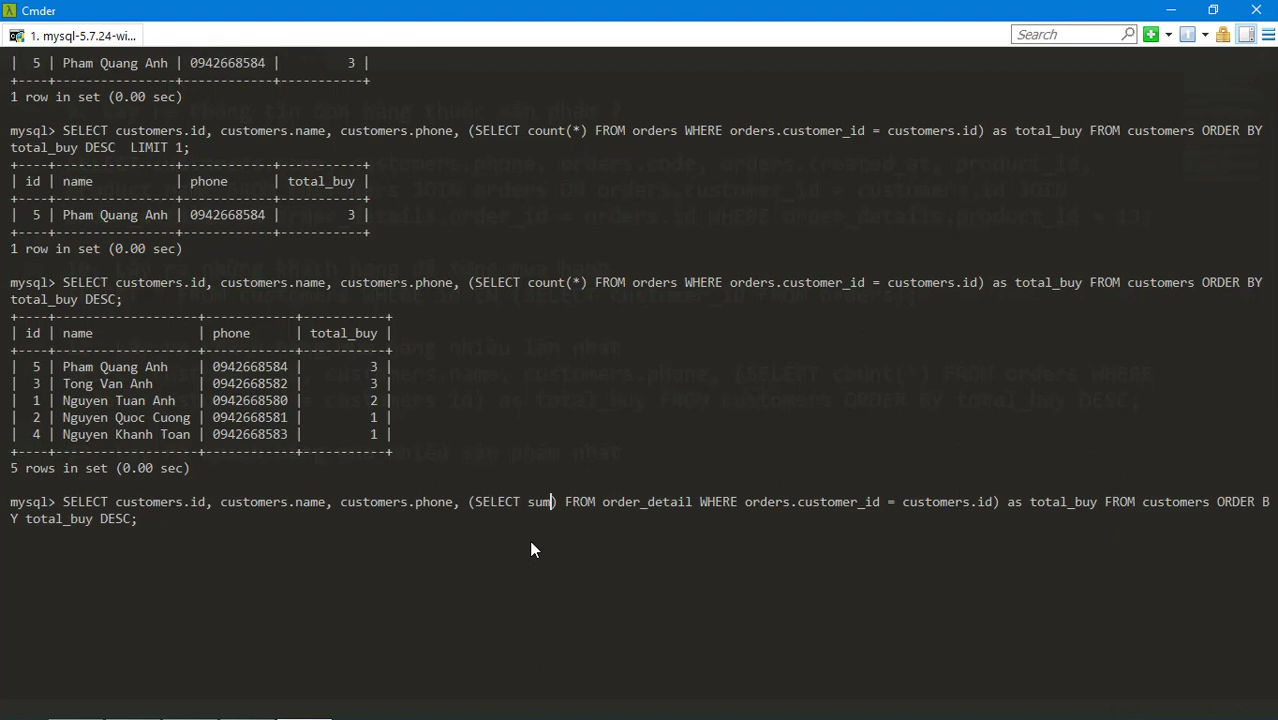 Cmder
1. mysql-5.7.24-wi...
Search
| 5 | Pham Quang Anh | 0942668584 | 3 |
+----+----------------+------------+-----------+
1 row in set (0.00 sec)
mysql> SELECT customers.id, customers.name, customers.phone, (SELECT count(*) FROM orders WHERE orders.customer_id = customers.id) as total_buy FROM customers ORDER BY
total_buy DESC  LIMIT 1;
+----+----------------+------------+-----------+
| id | name | phone | total_buy |
+----+----------------+------------+-----------+
| 5 | Pham Quang Anh | 0942668584 | 3 |
+----+----------------+------------+-----------+
1 row in set (0.00 sec)
mysql> SELECT customers.id, customers.name, customers.phone, (SELECT count(*) FROM orders WHERE orders.customer_id = customers.id) as total_buy FROM customers ORDER BY
total_buy DESC;
+----+-------------------+------------+-----------+
| id | name | phone | total_buy |
+----+-------------------+------------+-----------+
| 5 | Pham Quang Anh | 0942668584 | 3 |
| 3 | Tong Van Anh | 0942668582 | 3 |
| 1 | Nguyen Tuan Anh | 0942668580 | 2 |
| 2 | Nguyen Quoc Cuong | 0942668581 | 1 |
| 4 | Nguyen Khanh Toan | 0942668583 | 1 |
+----+-------------------+------------+-----------+
5 rows in set (0.00 sec)
mysql> SELECT customers.id, customers.name, customers.phone, (SELECT sum) FROM order_detail WHERE orders.customer_id = customers.id) as total_buy FROM customers ORDER B
Y total_buy DESC;